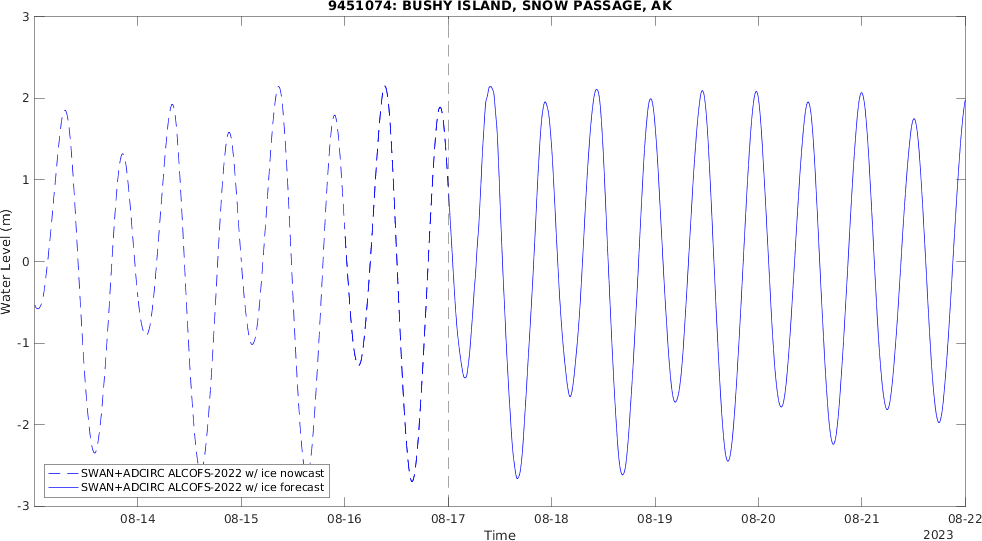 9451074: BUSHY ISLAND, SNOW PASSAGE, AK
3
2
1
0
-1
-2
-3
Water Level (m)
SWAN+ADCIRC ALCOFS-2022 w/ ice nowcast
SWAN+ADCIRC ALCOFS-2022 w/ ice forecast
08-14 08-15 08-16 08-17 08-18 08-19 08-20 08-21 08-22
Time
2023